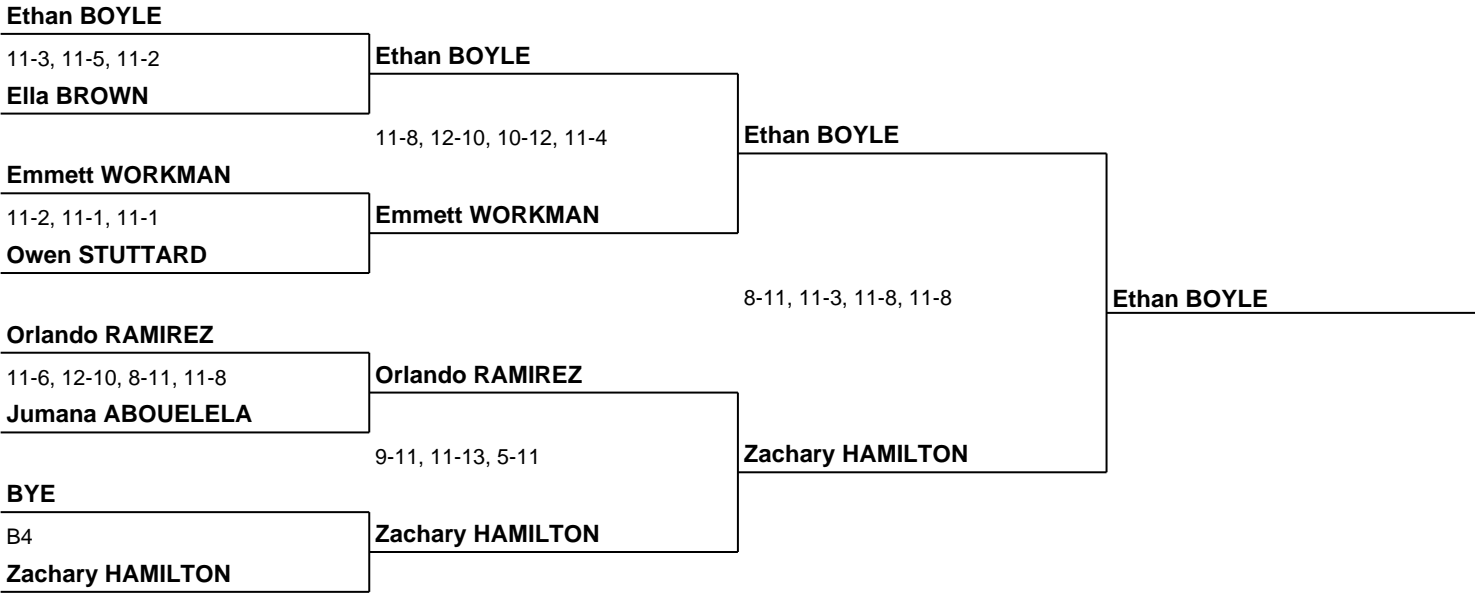 Ethan BOYLE
11-3, 11-5, 11-2
Ella BROWN
Emmett WORKMAN
11-2, 11-1, 11-1
Owen STUTTARD
Orlando RAMIREZ
11-6, 12-10, 8-11, 11-8
Jumana ABOUELELA
BYE
B4
Zachary HAMILTON
Ethan BOYLE
11-8, 12-10, 10-12, 11-4
Emmett WORKMAN
Orlando RAMIREZ
9-11, 11-13, 5-11
Zachary HAMILTON
Ethan BOYLE
8-11, 11-3, 11-8, 11-8
Zachary HAMILTON
Ethan BOYLE